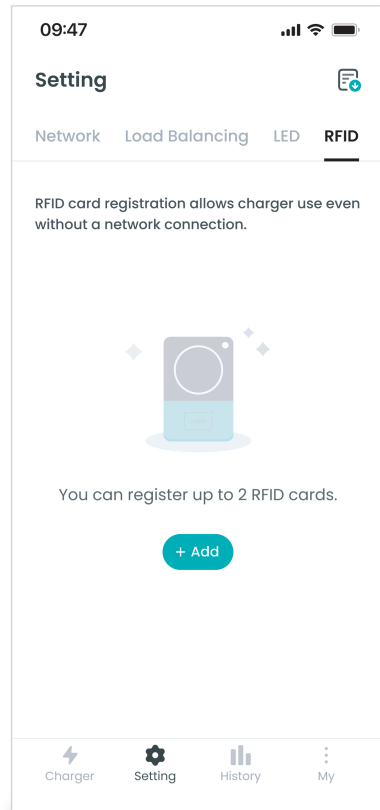 09:47
Setting
Network Load Balancing LED RFID
RFID card registration allows charger use even
without a network connection.
You can register up to 2 RFID cards.
+ Add
Charger Setting History My